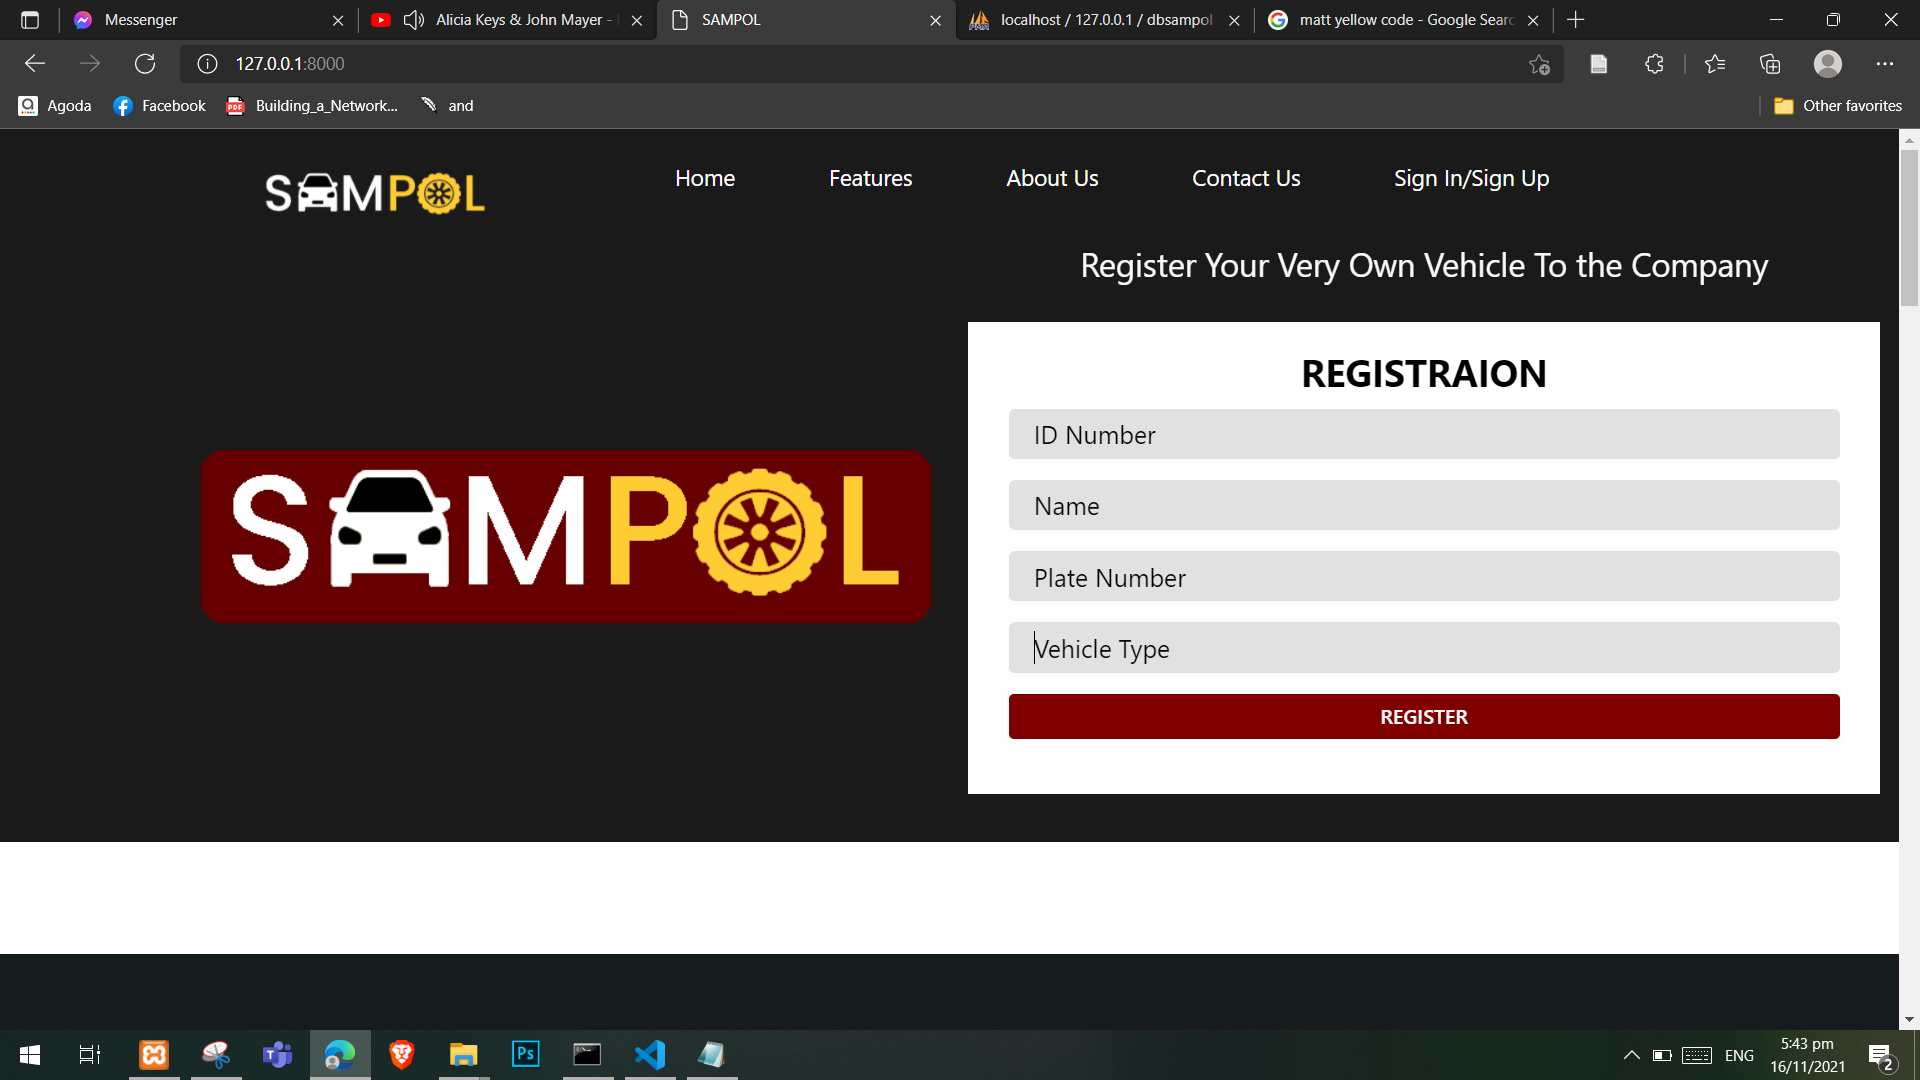 Messenger
Alicia Keys & John Mayer -
SAMPOL
localhost / 127.0.0.1 / dbsampol
matt yellow code - Google Searc
127.0.0.1:8000
Agoda
Facebook
PDF
Building_a_Network...
and
Other favorites
SAMPOL
Home
Features
About Us
Contact Us
Sign In/Sign Up
Register Your Very Own Vehicle To the Company
REGISTRAION
ID Number
Name
Plate Number
Vehicle Type
REGISTER
SAMPOL
Ps
ENG
5:43 pm
16/11/2021
2